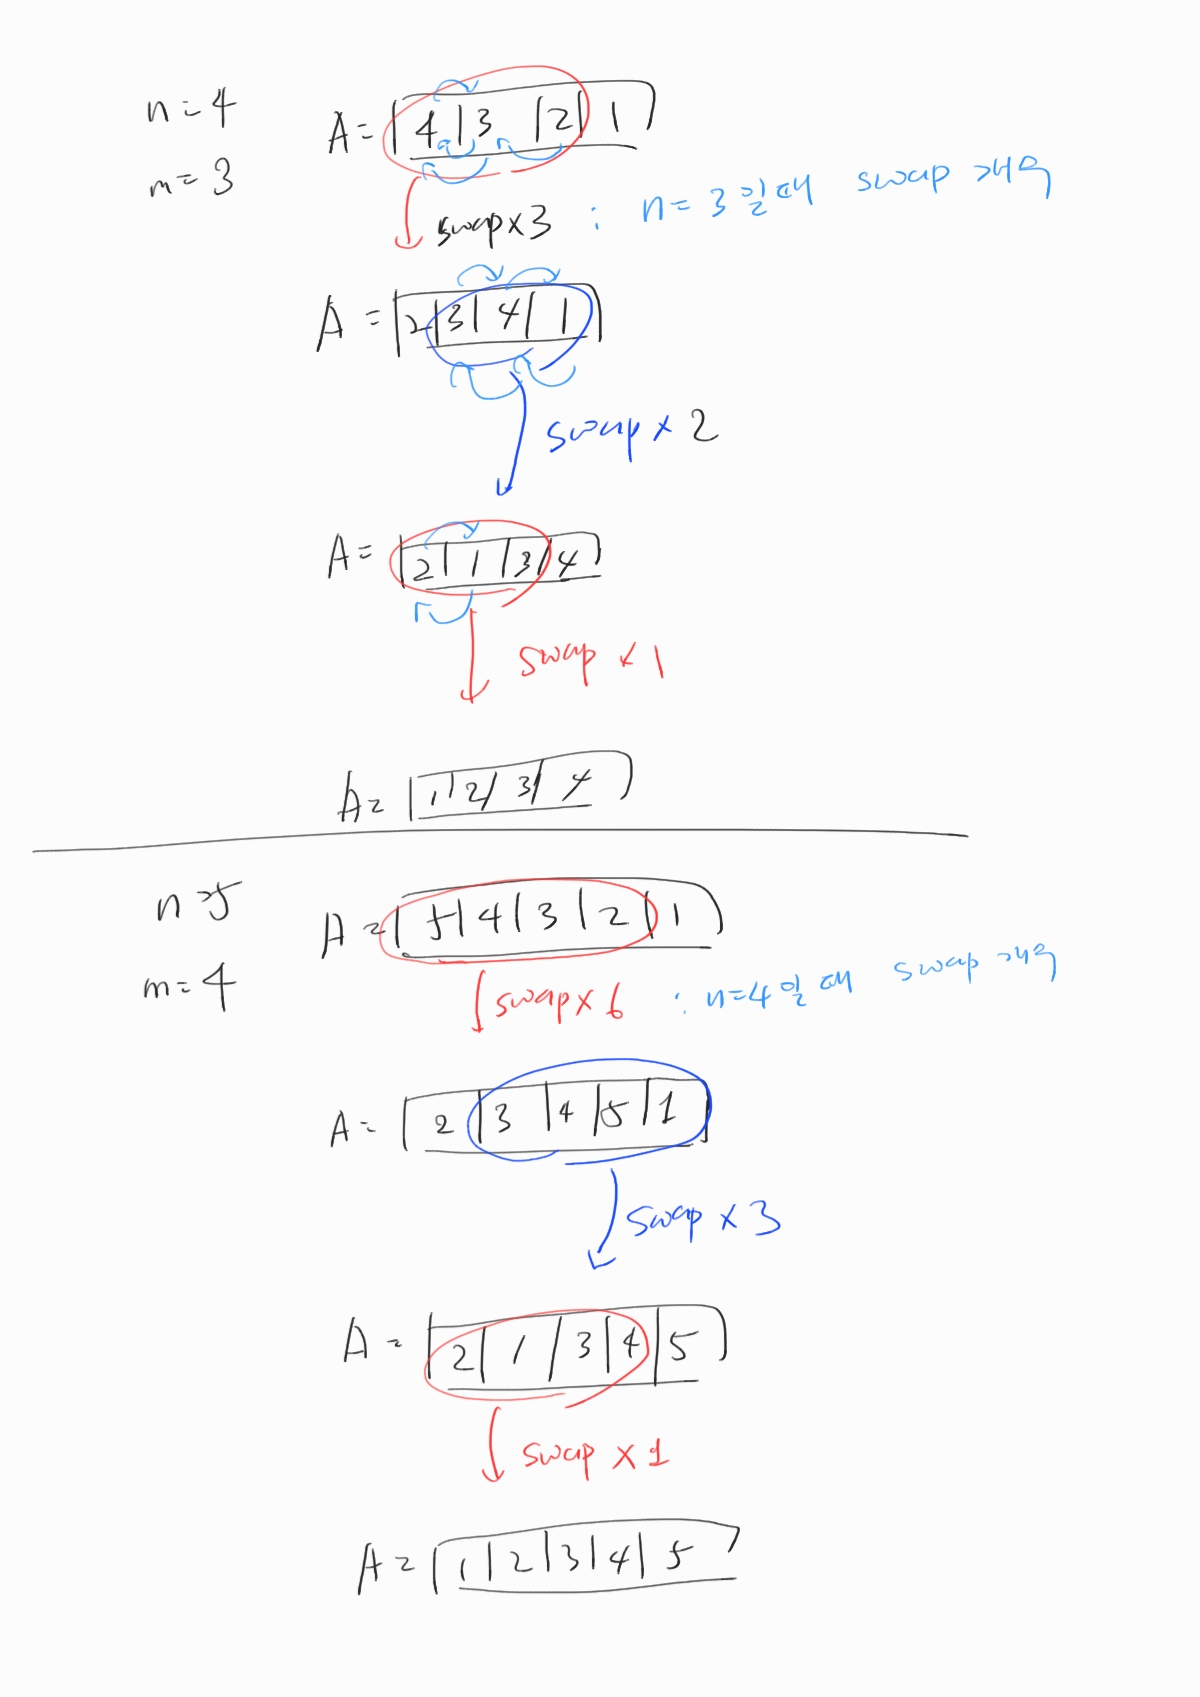 n=4
A= 4 | 3 | 2 | 1
m=3
swap×3 : n=3일때 swap 개수
A = 2 | 3 | 4 | 1
swap × 2
A= 2 | 1 | 3 | 4
swap × 1
A= 1 | 2 | 3 | 4
n=5
A = 5 | 4 | 3 | 2 | 1
m=4
swap×6 : n=4일때 swap 개수
A= 2 | 3 | 4 | 5 | 1
swap × 3
A = 2 | 1 | 3 | 4 | 5
swap × 1
A = 1 | 2 | 3 | 4 | 5